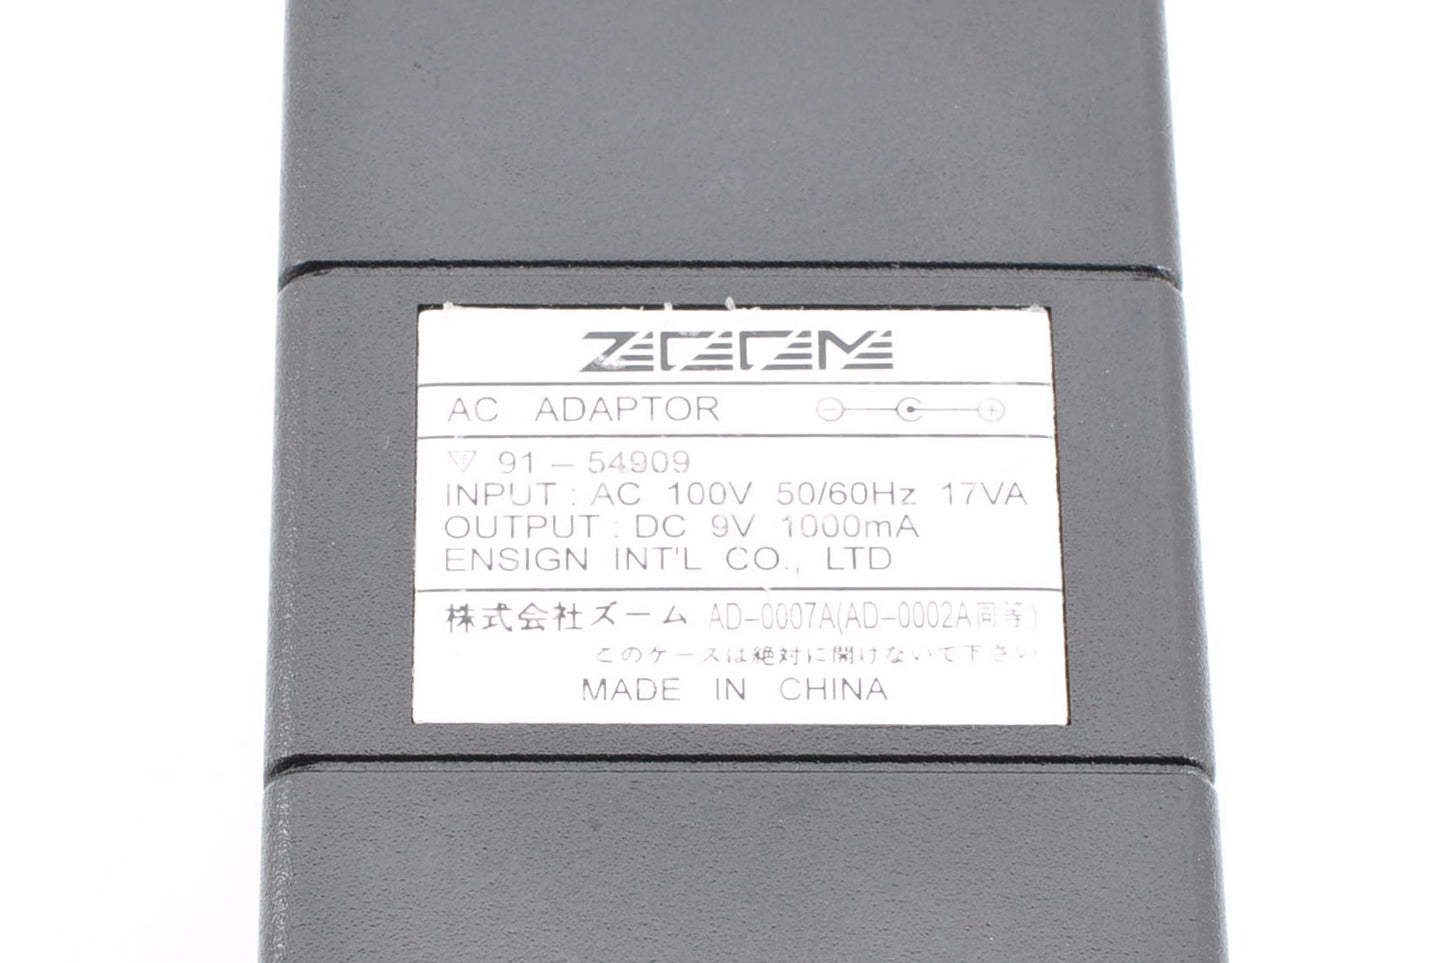 ZOOM
AC ADAPTOR
91-54909
INPUT : AC 100V 50/60Hz 17VA
OUTPUT : DC 9V 1000mA
ENSIGN INT'L CO., LTD
株式会社ズーム AD-0007A(AD-0002A同等)
このケースは絶対に開けないで下さい
MADE IN CHINA